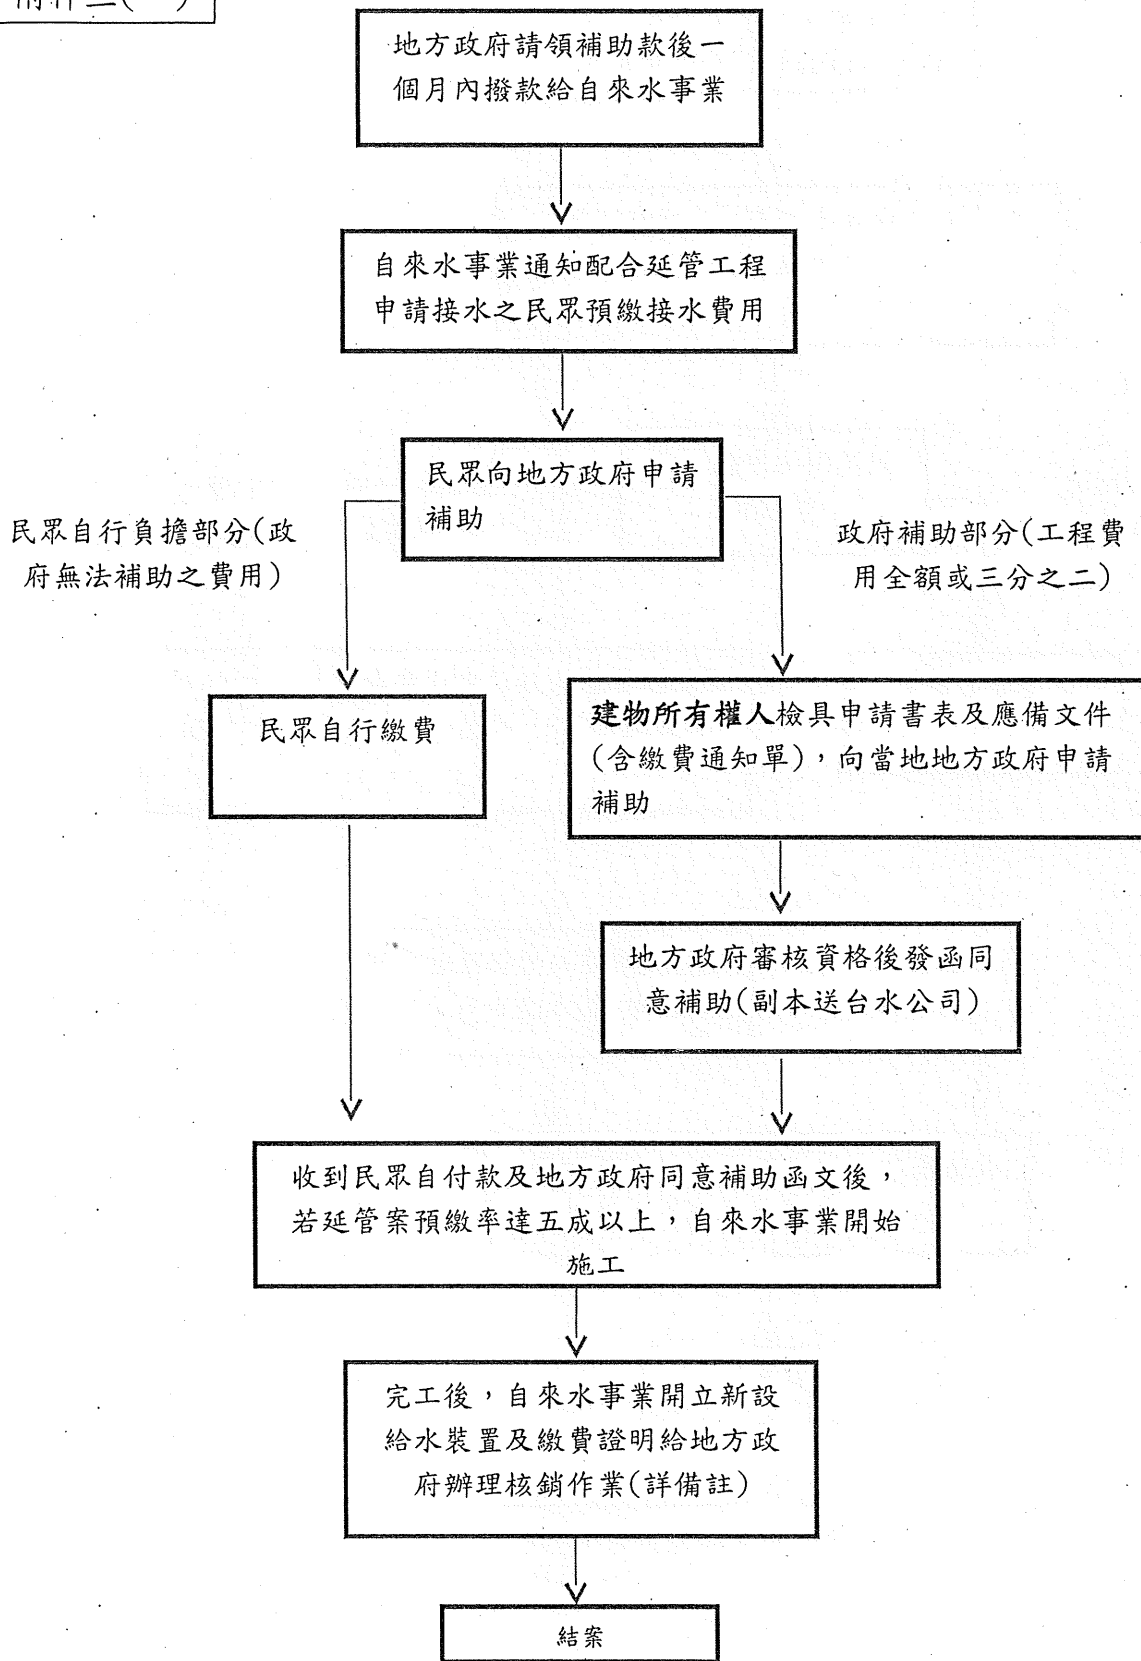 地方政府請領補助款後一
個月內撥款給自來水事業
自來水事業通知配合延管工程
申請接水之民眾預繳接水費用
民眾向地方政府申請
補助
民眾自行負擔部分(政
府無法補助之費用)
政府補助部分(工程費
用全額或三分之二)
民眾自行繳費
建物所有權人檢具申請書表及應備文件
(含繳費通知單)，向當地地方政府申請
補助
地方政府審核資格後發函同
意補助(副本送台水公司)
收到民眾自付款及地方政府同意補助函文後，
若延管案預繳率達五成以上，自來水事業開始
施工
完工後，自來水事業開立新設
給水裝置及繳費證明給地方政
府辦理核銷作業(詳備註)
結案